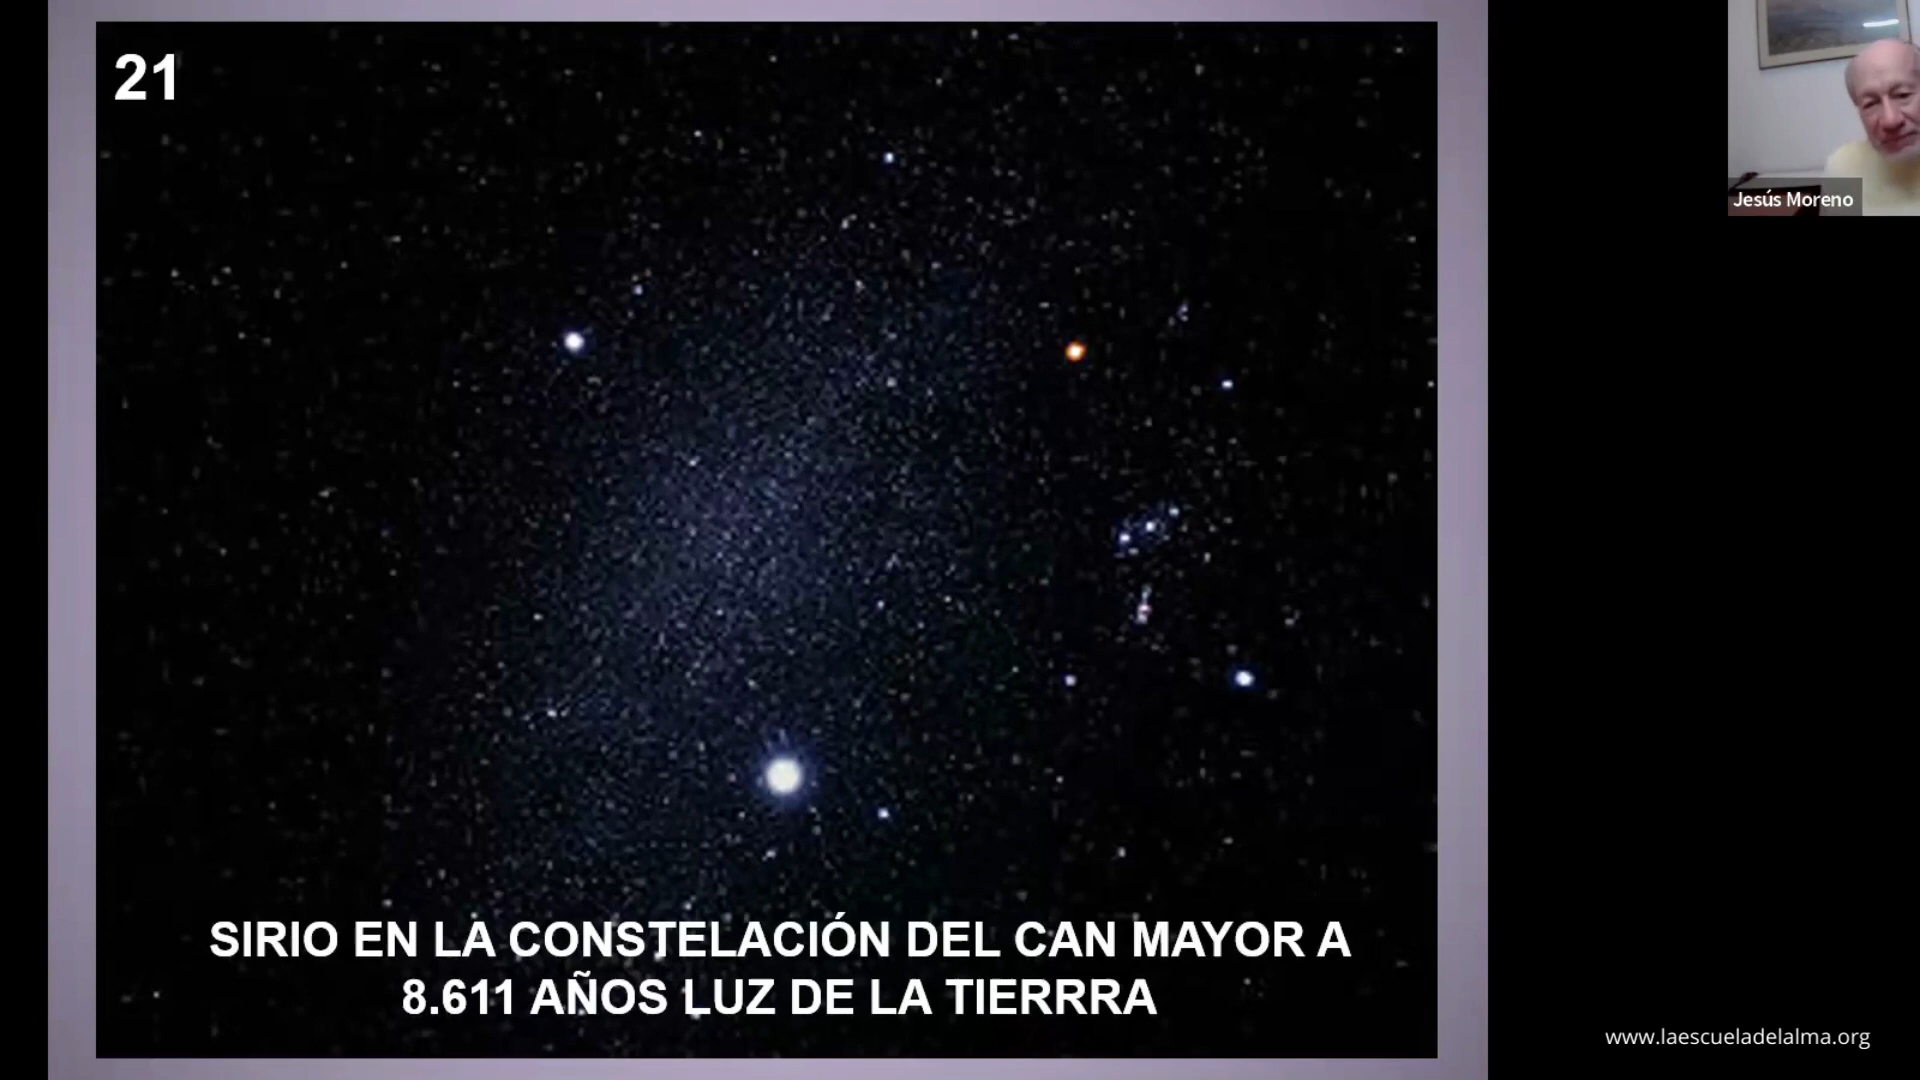 21
Jesús Moreno
SIRIO EN LA CONSTELACIÓN DEL CAN MAYOR A
8.611 AÑOS LUZ DE LA TIERRRA
www.laescueladelalma.org